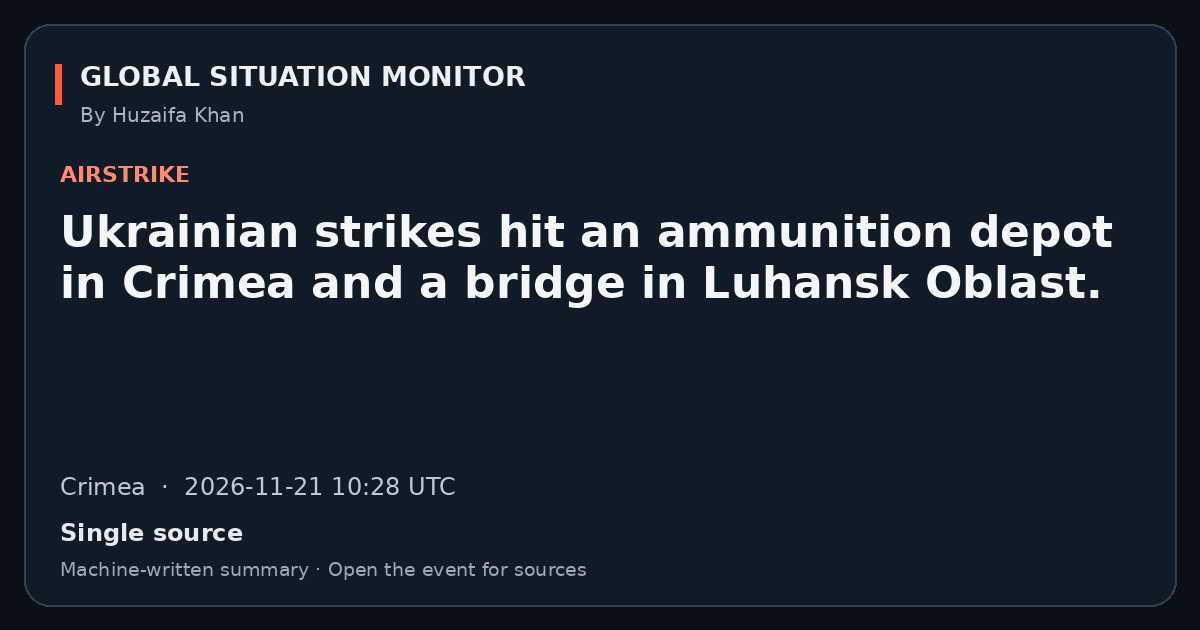 GLOBAL SITUATION MONITOR
By Huzaifa Khan
AIRSTRIKE
Ukrainian strikes hit an ammunition depot
in Crimea and a bridge in Luhansk Oblast.
Crimea · 2026-11-21 10:28 UTC
Single source
Machine-written summary · Open the event for sources